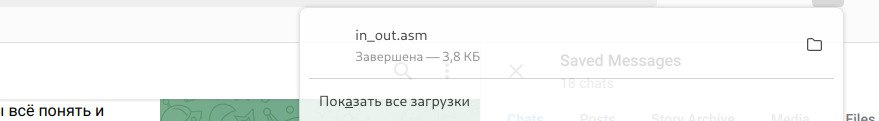 in_out.asm
Завершена — 3,8 КБ
Saved Messages
18 chats
Показать все загрузки
ы всё понять и
Chats Posts Story Archive Media Files